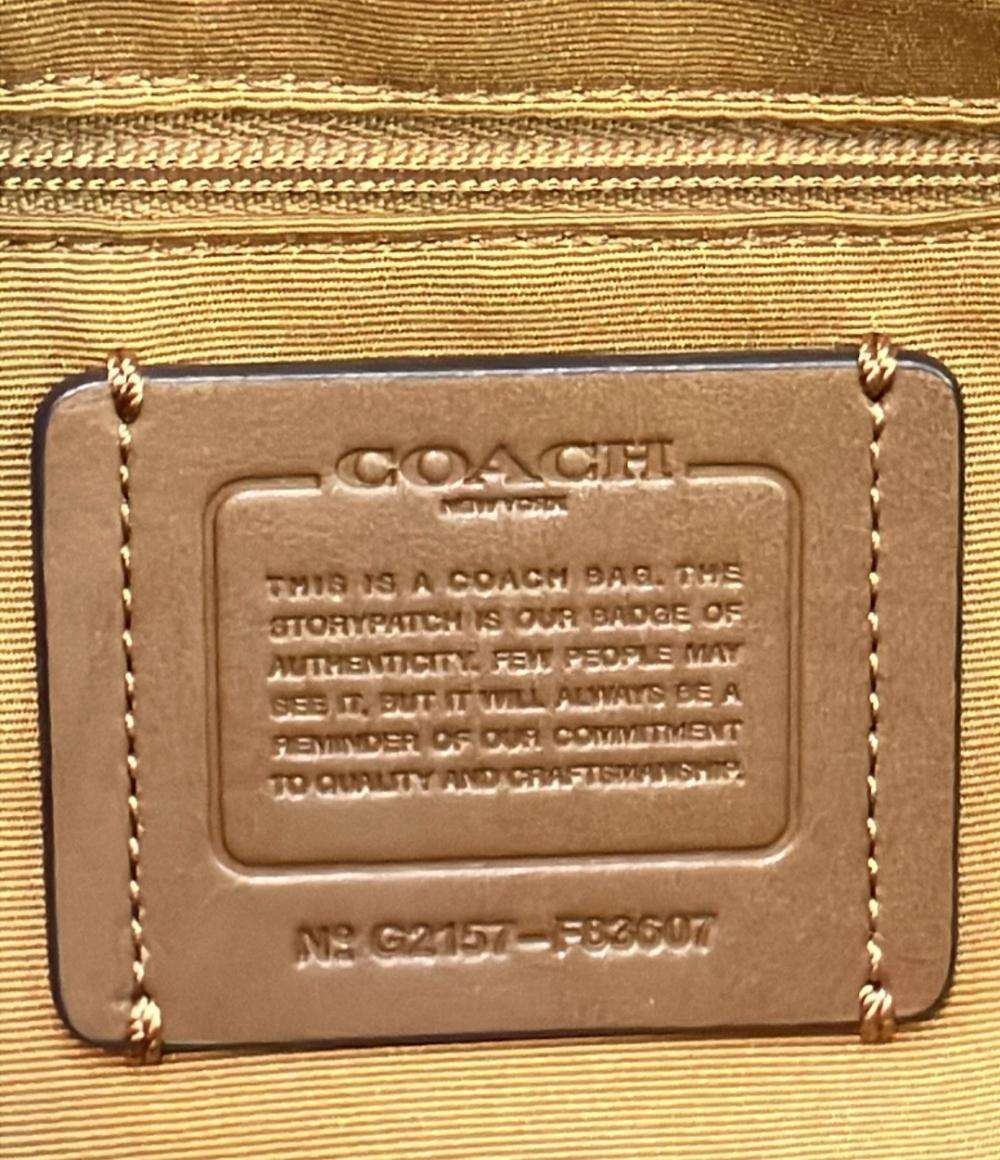 COACH
NEW YORK
THIS IS A COACH BAG. THE
STORYPATCH IS OUR BADGE OF
AUTHENTICITY. FEW PEOPLE MAY
SEE IT, BUT IT WILL ALWAYS BE A
REMINDER OF OUR COMMITMENT
TO QUALITY AND CRAFTSMANSHIP.
Nº G2157-F83607